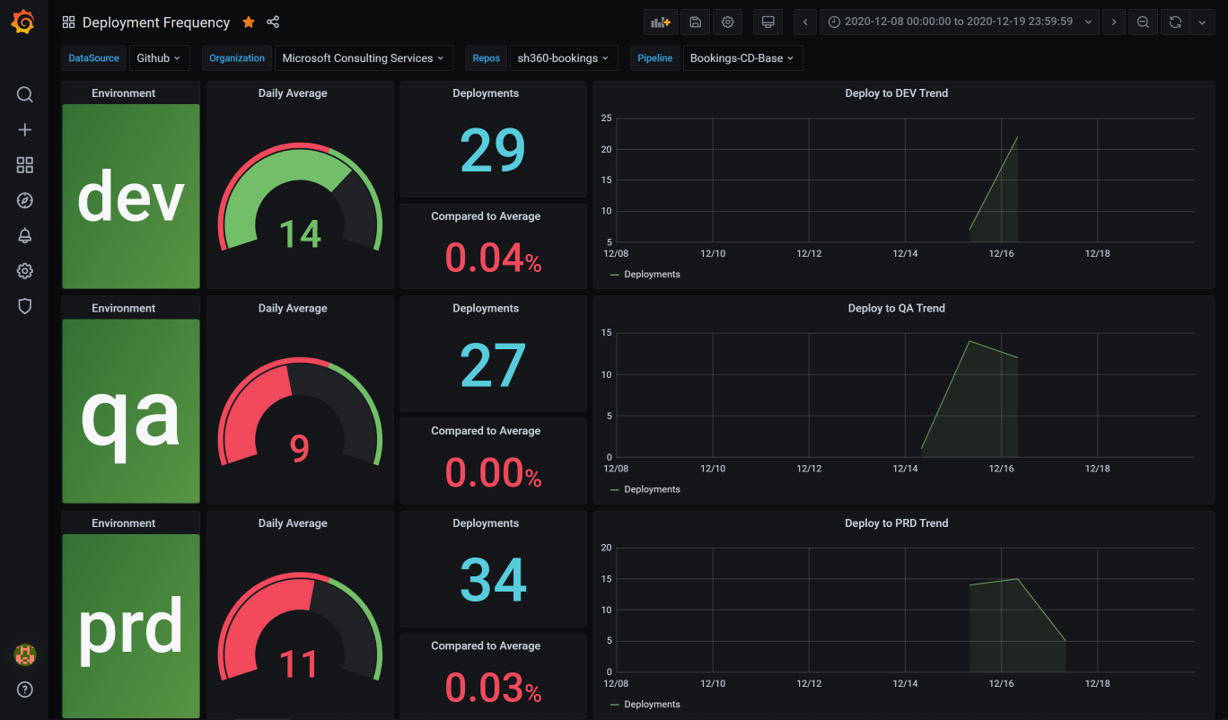 Deployment Frequency
2020-12-08 00:00:00 to 2020-12-19 23:59:59
DataSource Github Organization Microsoft Consulting Services Repos sh360-bookings Pipeline Bookings-CD-Base
Environment
dev
Daily Average
14
Deployments
29
Compared to Average
0.04%
Deploy to DEV Trend
25
20
15
10
5
12/08 12/10 12/12 12/14 12/16 12/18
Deployments
Environment
qa
Daily Average
9
Deployments
27
Compared to Average
0.00%
Deploy to QA Trend
15
10
5
0
12/08 12/10 12/12 12/14 12/16 12/18
Deployments
Environment
prd
Daily Average
11
Deployments
34
Compared to Average
0.03%
Deploy to PRD Trend
20
15
10
5
0
12/08 12/10 12/12 12/14 12/16 12/18
Deployments